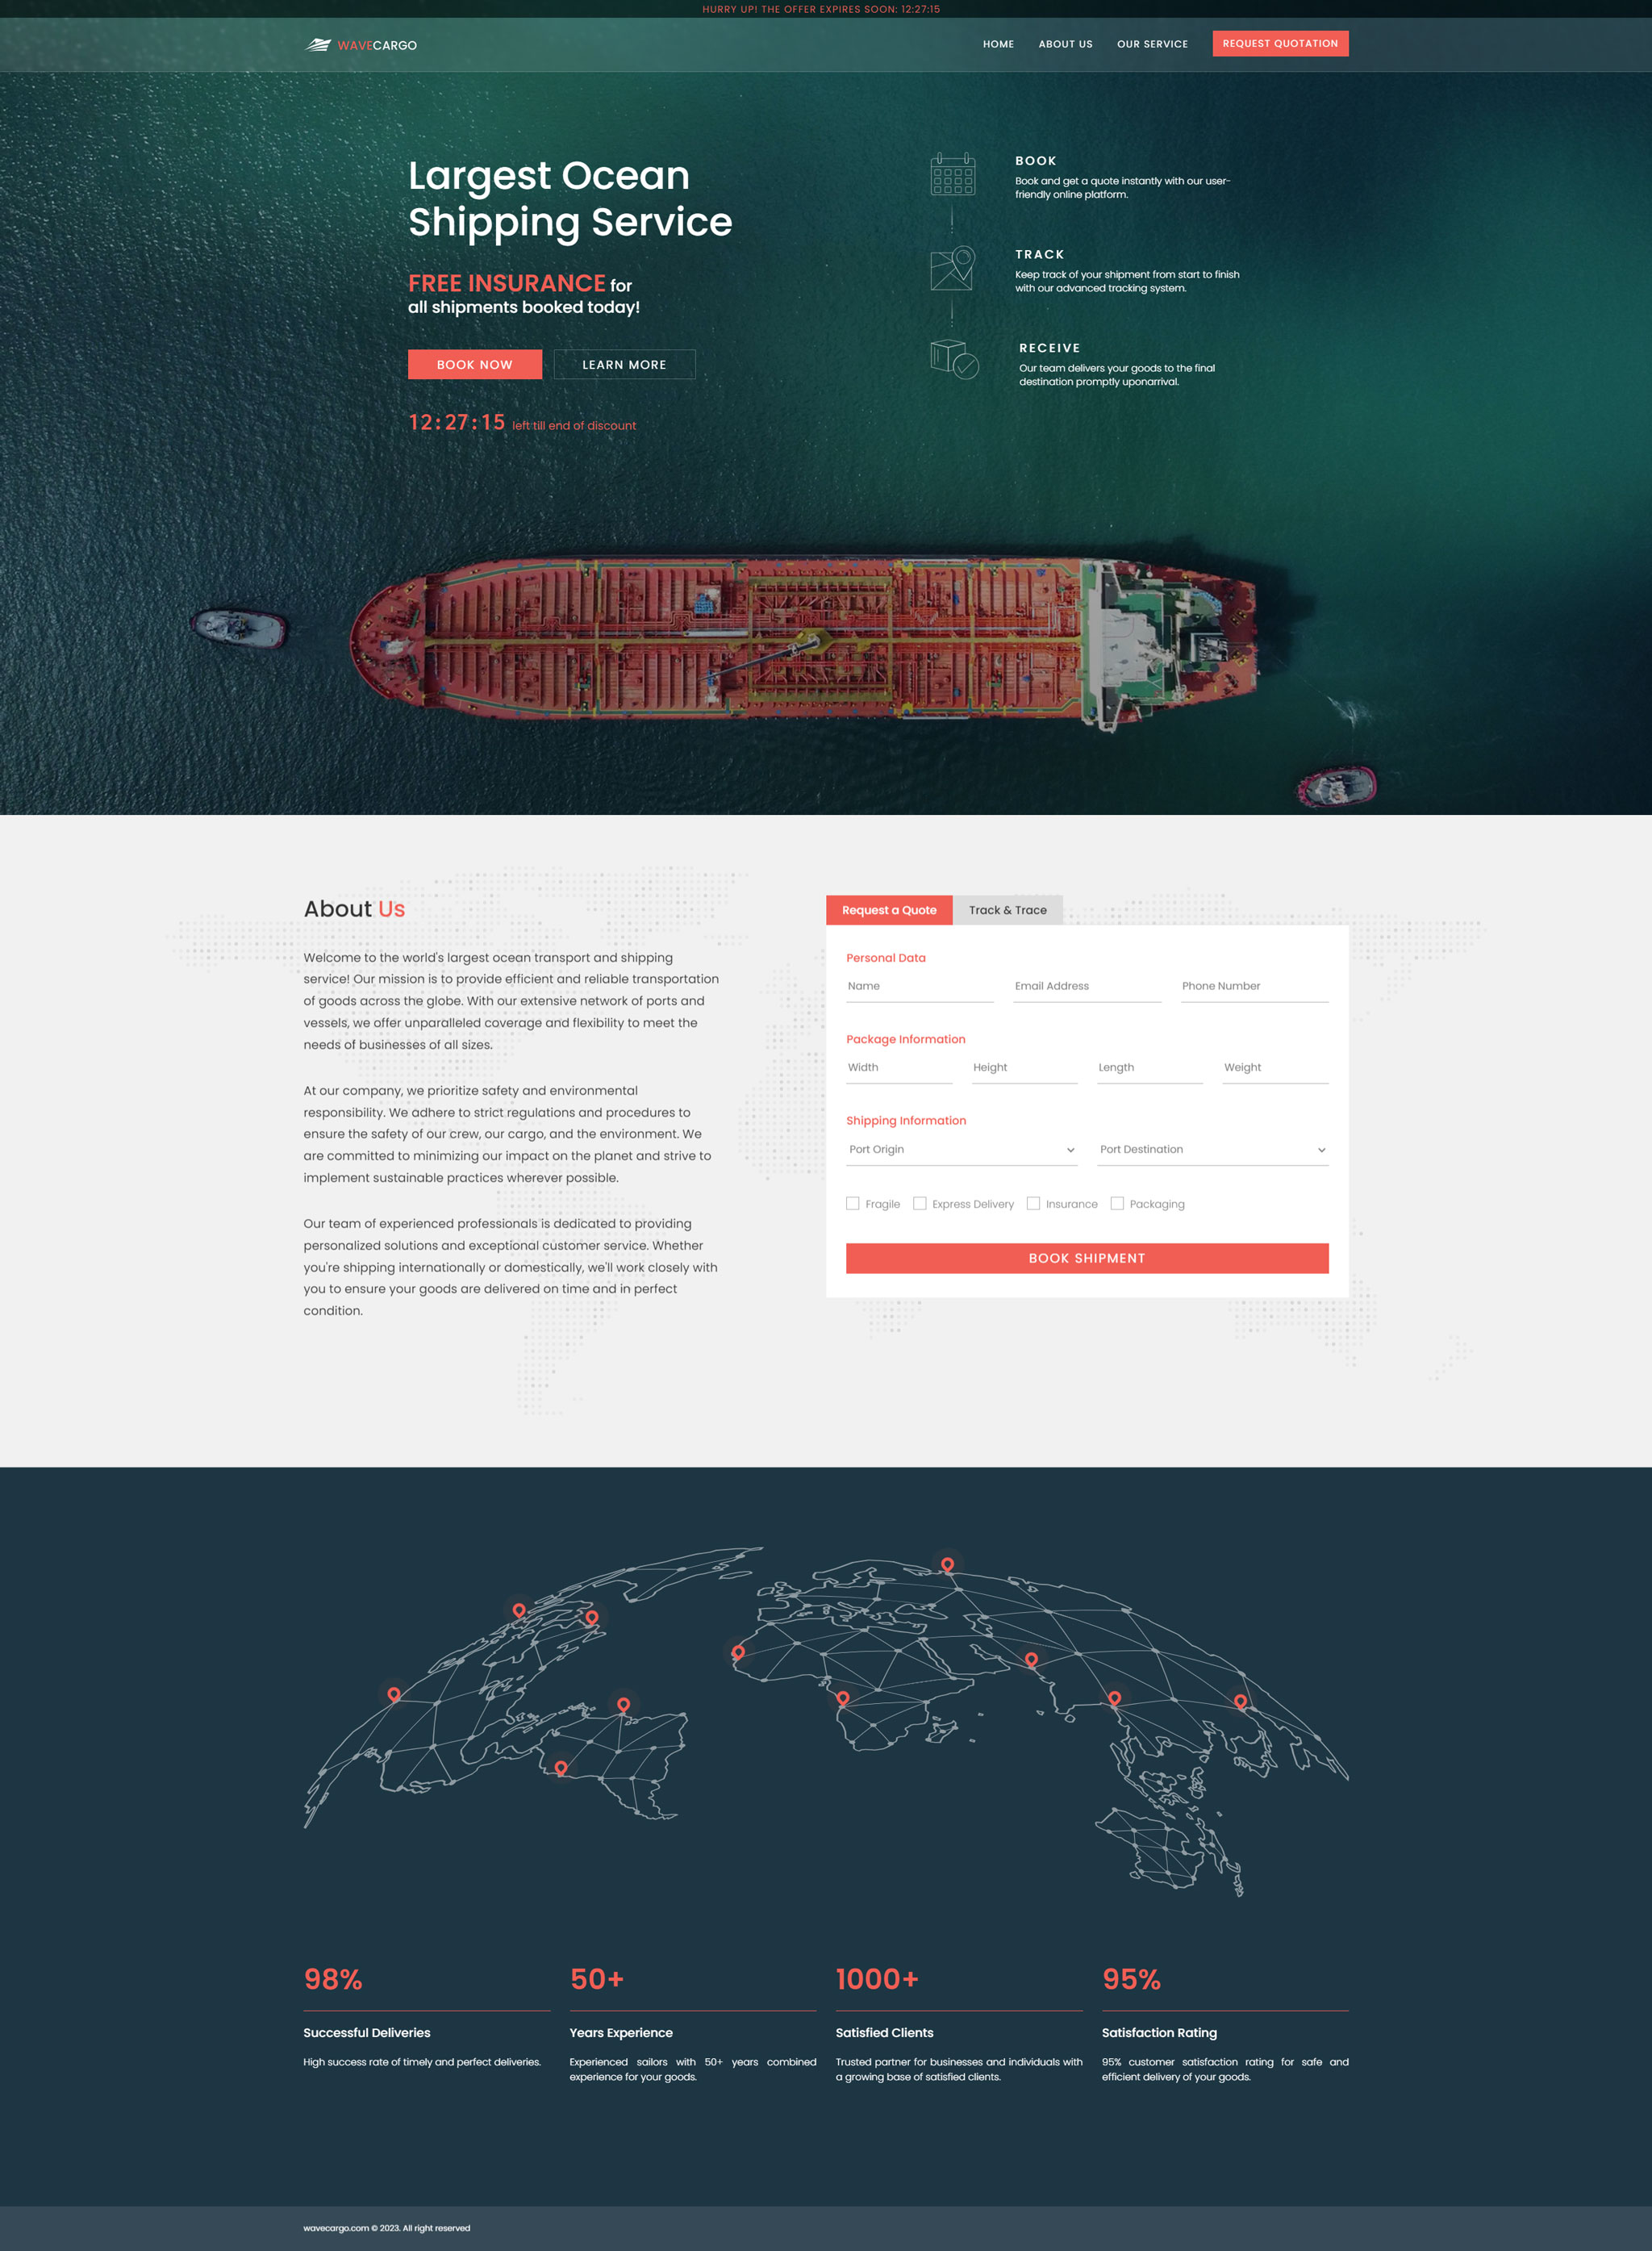 HURRY UP! THE OFFER EXPIRES SOON: 12:27:15
WAVECARGO
HOME
ABOUT US
OUR SERVICE
REQUEST QUOTATION
Largest Ocean
Shipping Service
FREE INSURANCE for
all shipments booked today!
BOOK NOW
LEARN MORE
12:27:15 left till end of discount
BOOK
Book and get a quote instantly with our user-
friendly online platform.
TRACK
Keep track of your shipment from start to finish
with our advanced tracking system.
RECEIVE
Our team delivers your goods to the final
destination promptly uponarrival.
About Us
Welcome to the world's largest ocean transport and shipping
service! Our mission is to provide efficient and reliable transportation
of goods across the globe. With our extensive network of ports and
vessels, we offer unparalleled coverage and flexibility to meet the
needs of businesses of all sizes.
At our company, we prioritize safety and environmental
responsibility. We adhere to strict regulations and procedures to
ensure the safety of our crew, our cargo, and the environment. We
are committed to minimizing our impact on the planet and strive to
implement sustainable practices wherever possible.
Our team of experienced professionals is dedicated to providing
personalized solutions and exceptional customer service. Whether
you're shipping internationally or domestically, we'll work closely with
you to ensure your goods are delivered on time and in perfect
condition.
Request a Quote
Track & Trace
Personal Data
Name
Email Address
Phone Number
Package Information
Width
Height
Length
Weight
Shipping Information
Port Origin
Port Destination
Fragile
Express Delivery
Insurance
Packaging
BOOK SHIPMENT
98%
Successful Deliveries
High success rate of timely and perfect deliveries.
50+
Years Experience
Experienced sailors with 50+ years combined
experience for your goods.
1000+
Satisfied Clients
Trusted partner for businesses and individuals with
a growing base of satisfied clients.
95%
Satisfaction Rating
95% customer satisfaction rating for safe and
efficient delivery of your goods.
wavecargo.com © 2023. All right reserved